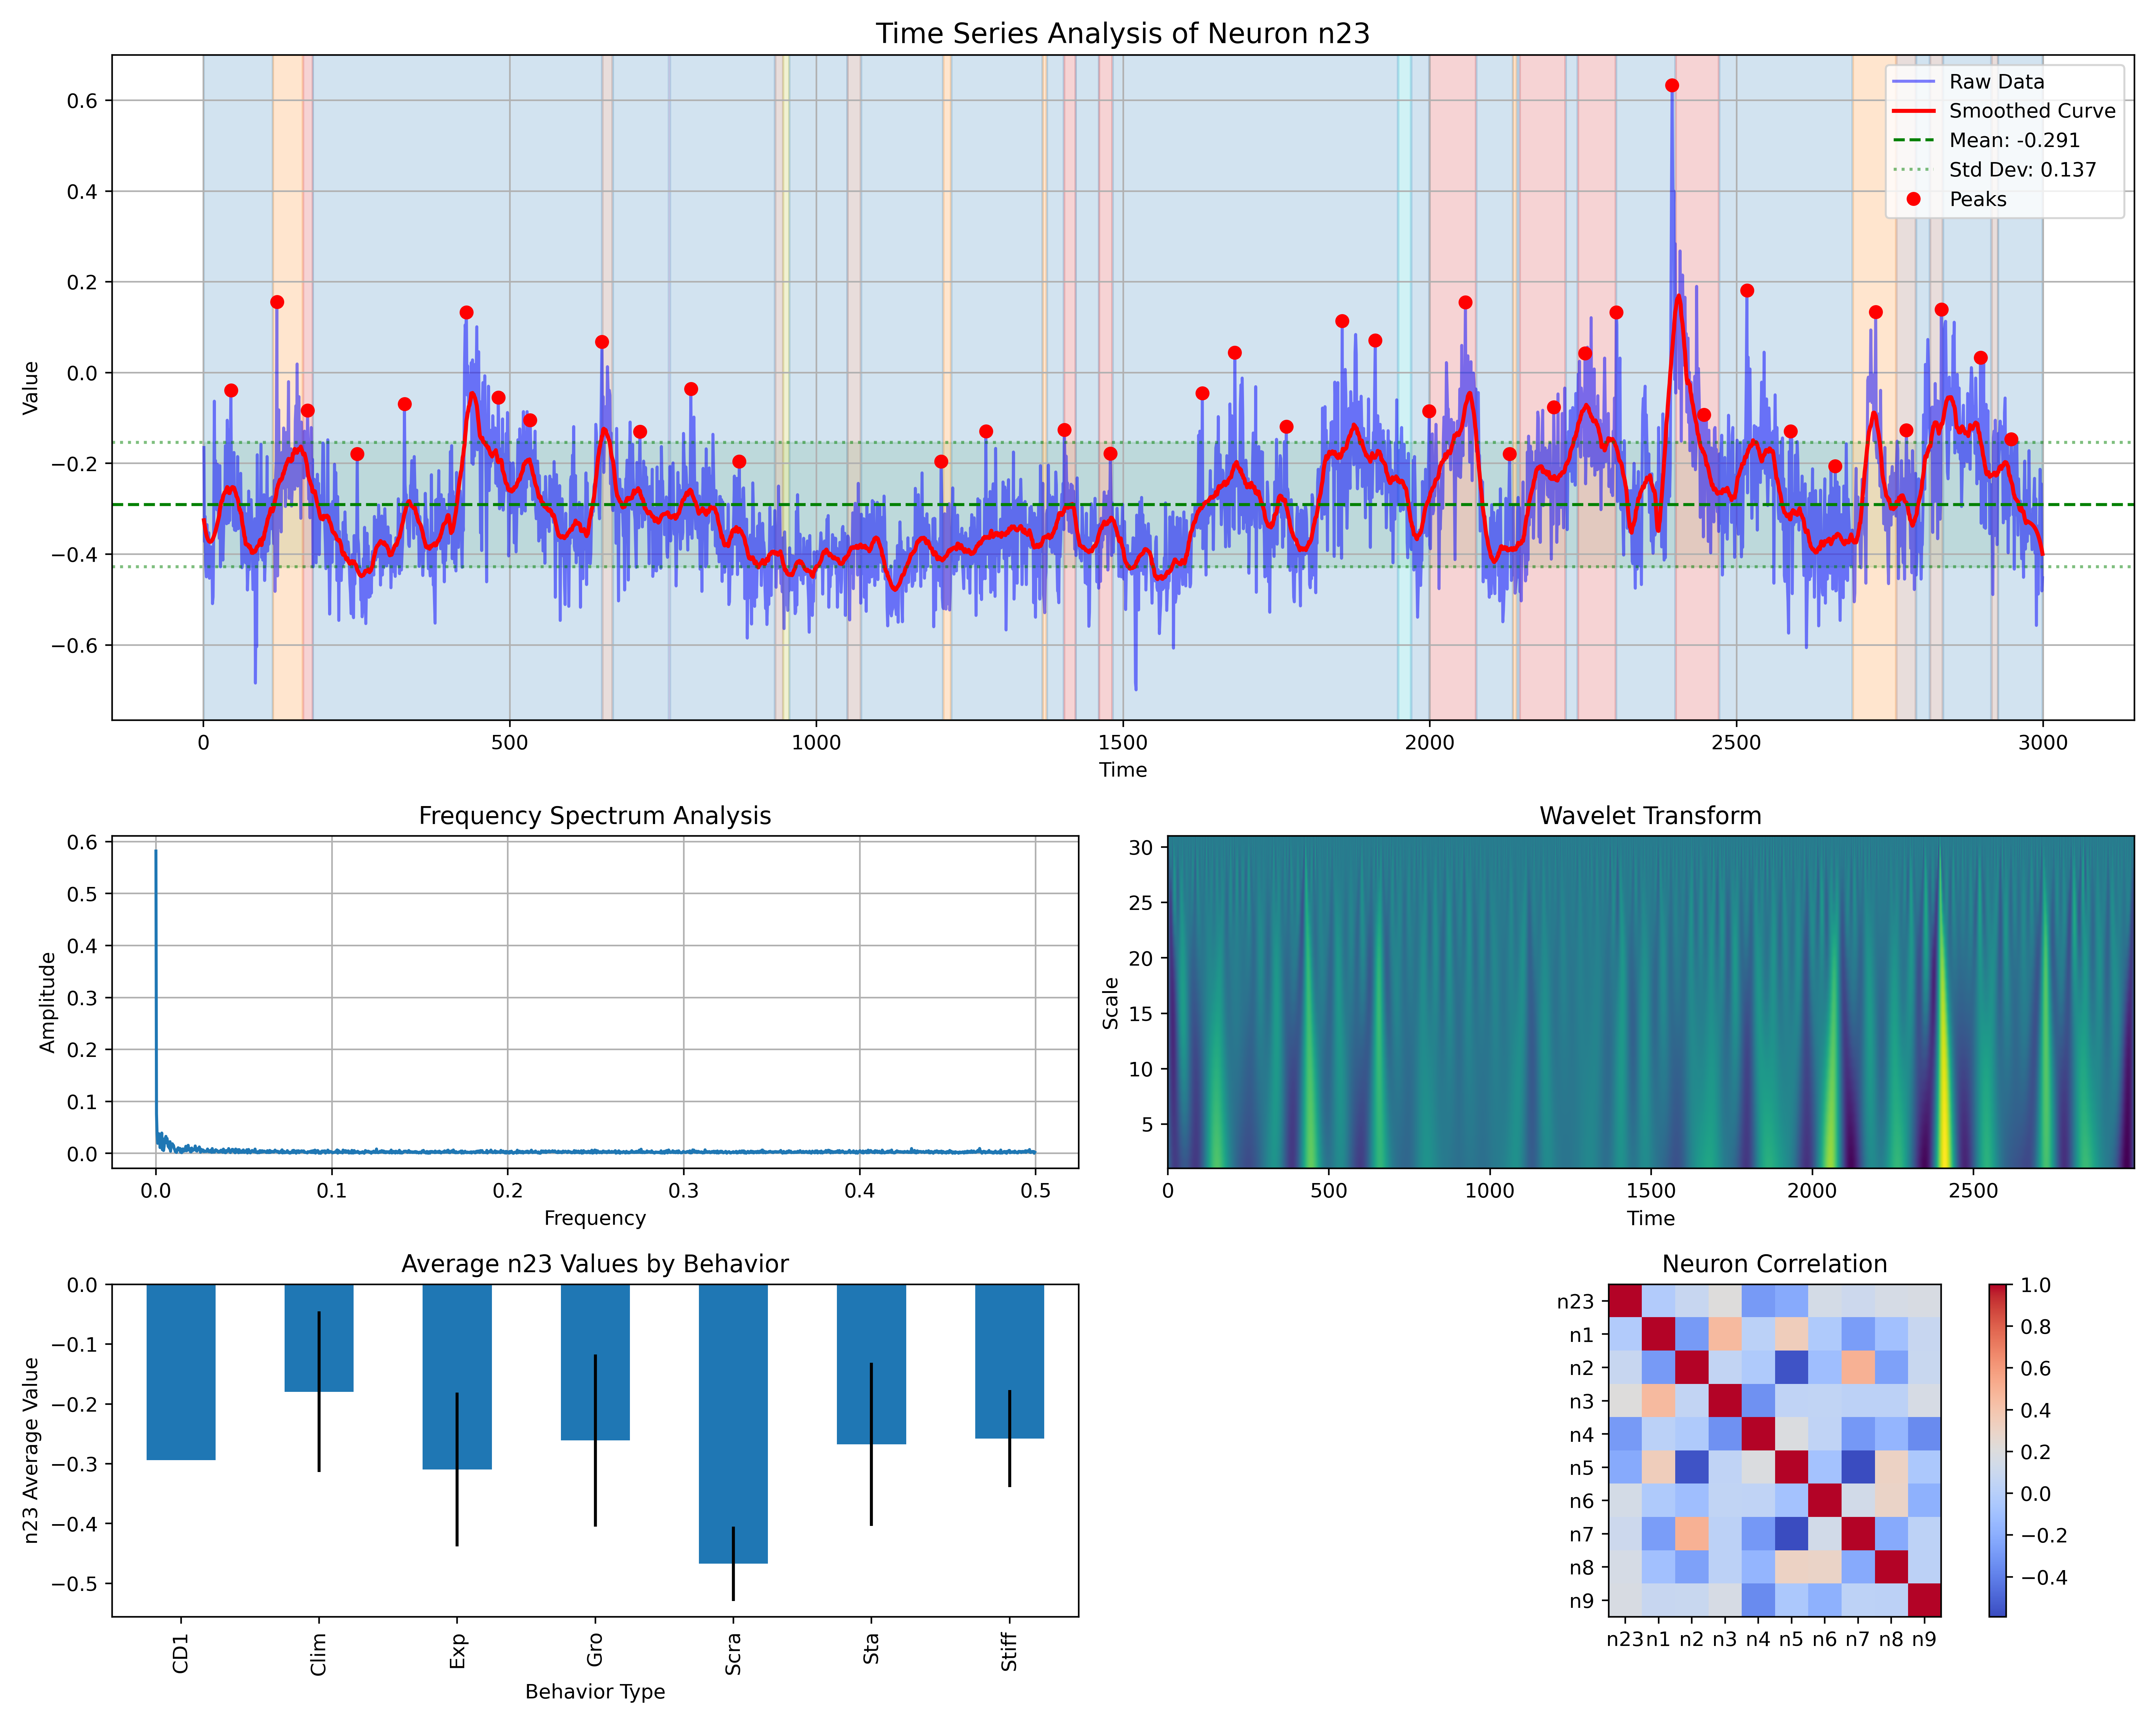 Time Series Analysis of Neuron n23
Raw Data
Smoothed Curve
Mean: -0.291
Std Dev: 0.137
Peaks
0.6
0.4
0.2
0.0
−0.2
−0.4
−0.6
Value
0 500 1000 1500 2000 2500 3000
Time
Frequency Spectrum Analysis
0.6
0.5
0.4
0.3
0.2
0.1
0.0
Amplitude
0.0 0.1 0.2 0.3 0.4 0.5
Frequency
Wavelet Transform
30
25
20
15
10
5
Scale
0 500 1000 1500 2000 2500
Time
Average n23 Values by Behavior
0.0
−0.1
−0.2
−0.3
−0.4
−0.5
n23 Average Value
CD1 Clim Exp Gro Scra Sta Stiff
Behavior Type
Neuron Correlation
n23
n1
n2
n3
n4
n5
n6
n7
n8
n9
n23 n1 n2 n3 n4 n5 n6 n7 n8 n9
1.0
0.8
0.6
0.4
0.2
0.0
−0.2
−0.4